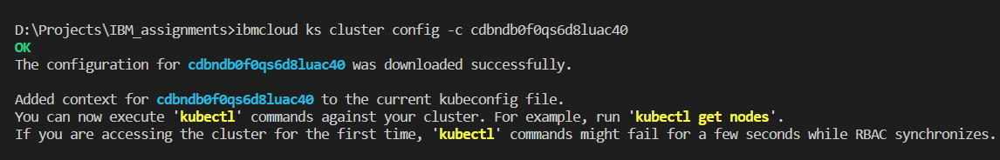 D:\Projects\IBM_assignments>ibmcloud ks cluster config -c cdbndb0f0qs6d8luac40
OK
The configuration for cdbndb0f0qs6d8luac40 was downloaded successfully.
Added context for cdbndb0f0qs6d8luac40 to the current kubeconfig file.
You can now execute 'kubectl' commands against your cluster. For example, run 'kubectl get nodes'.
If you are accessing the cluster for the first time, 'kubectl' commands might fail for a few seconds while RBAC synchronizes.